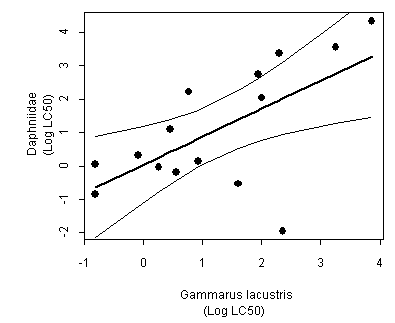 Daphniidae
(Log LC50)
4
3
2
1
0
-1
-2
-1 0 1 2 3 4
Gammarus lacustris
(Log LC50)